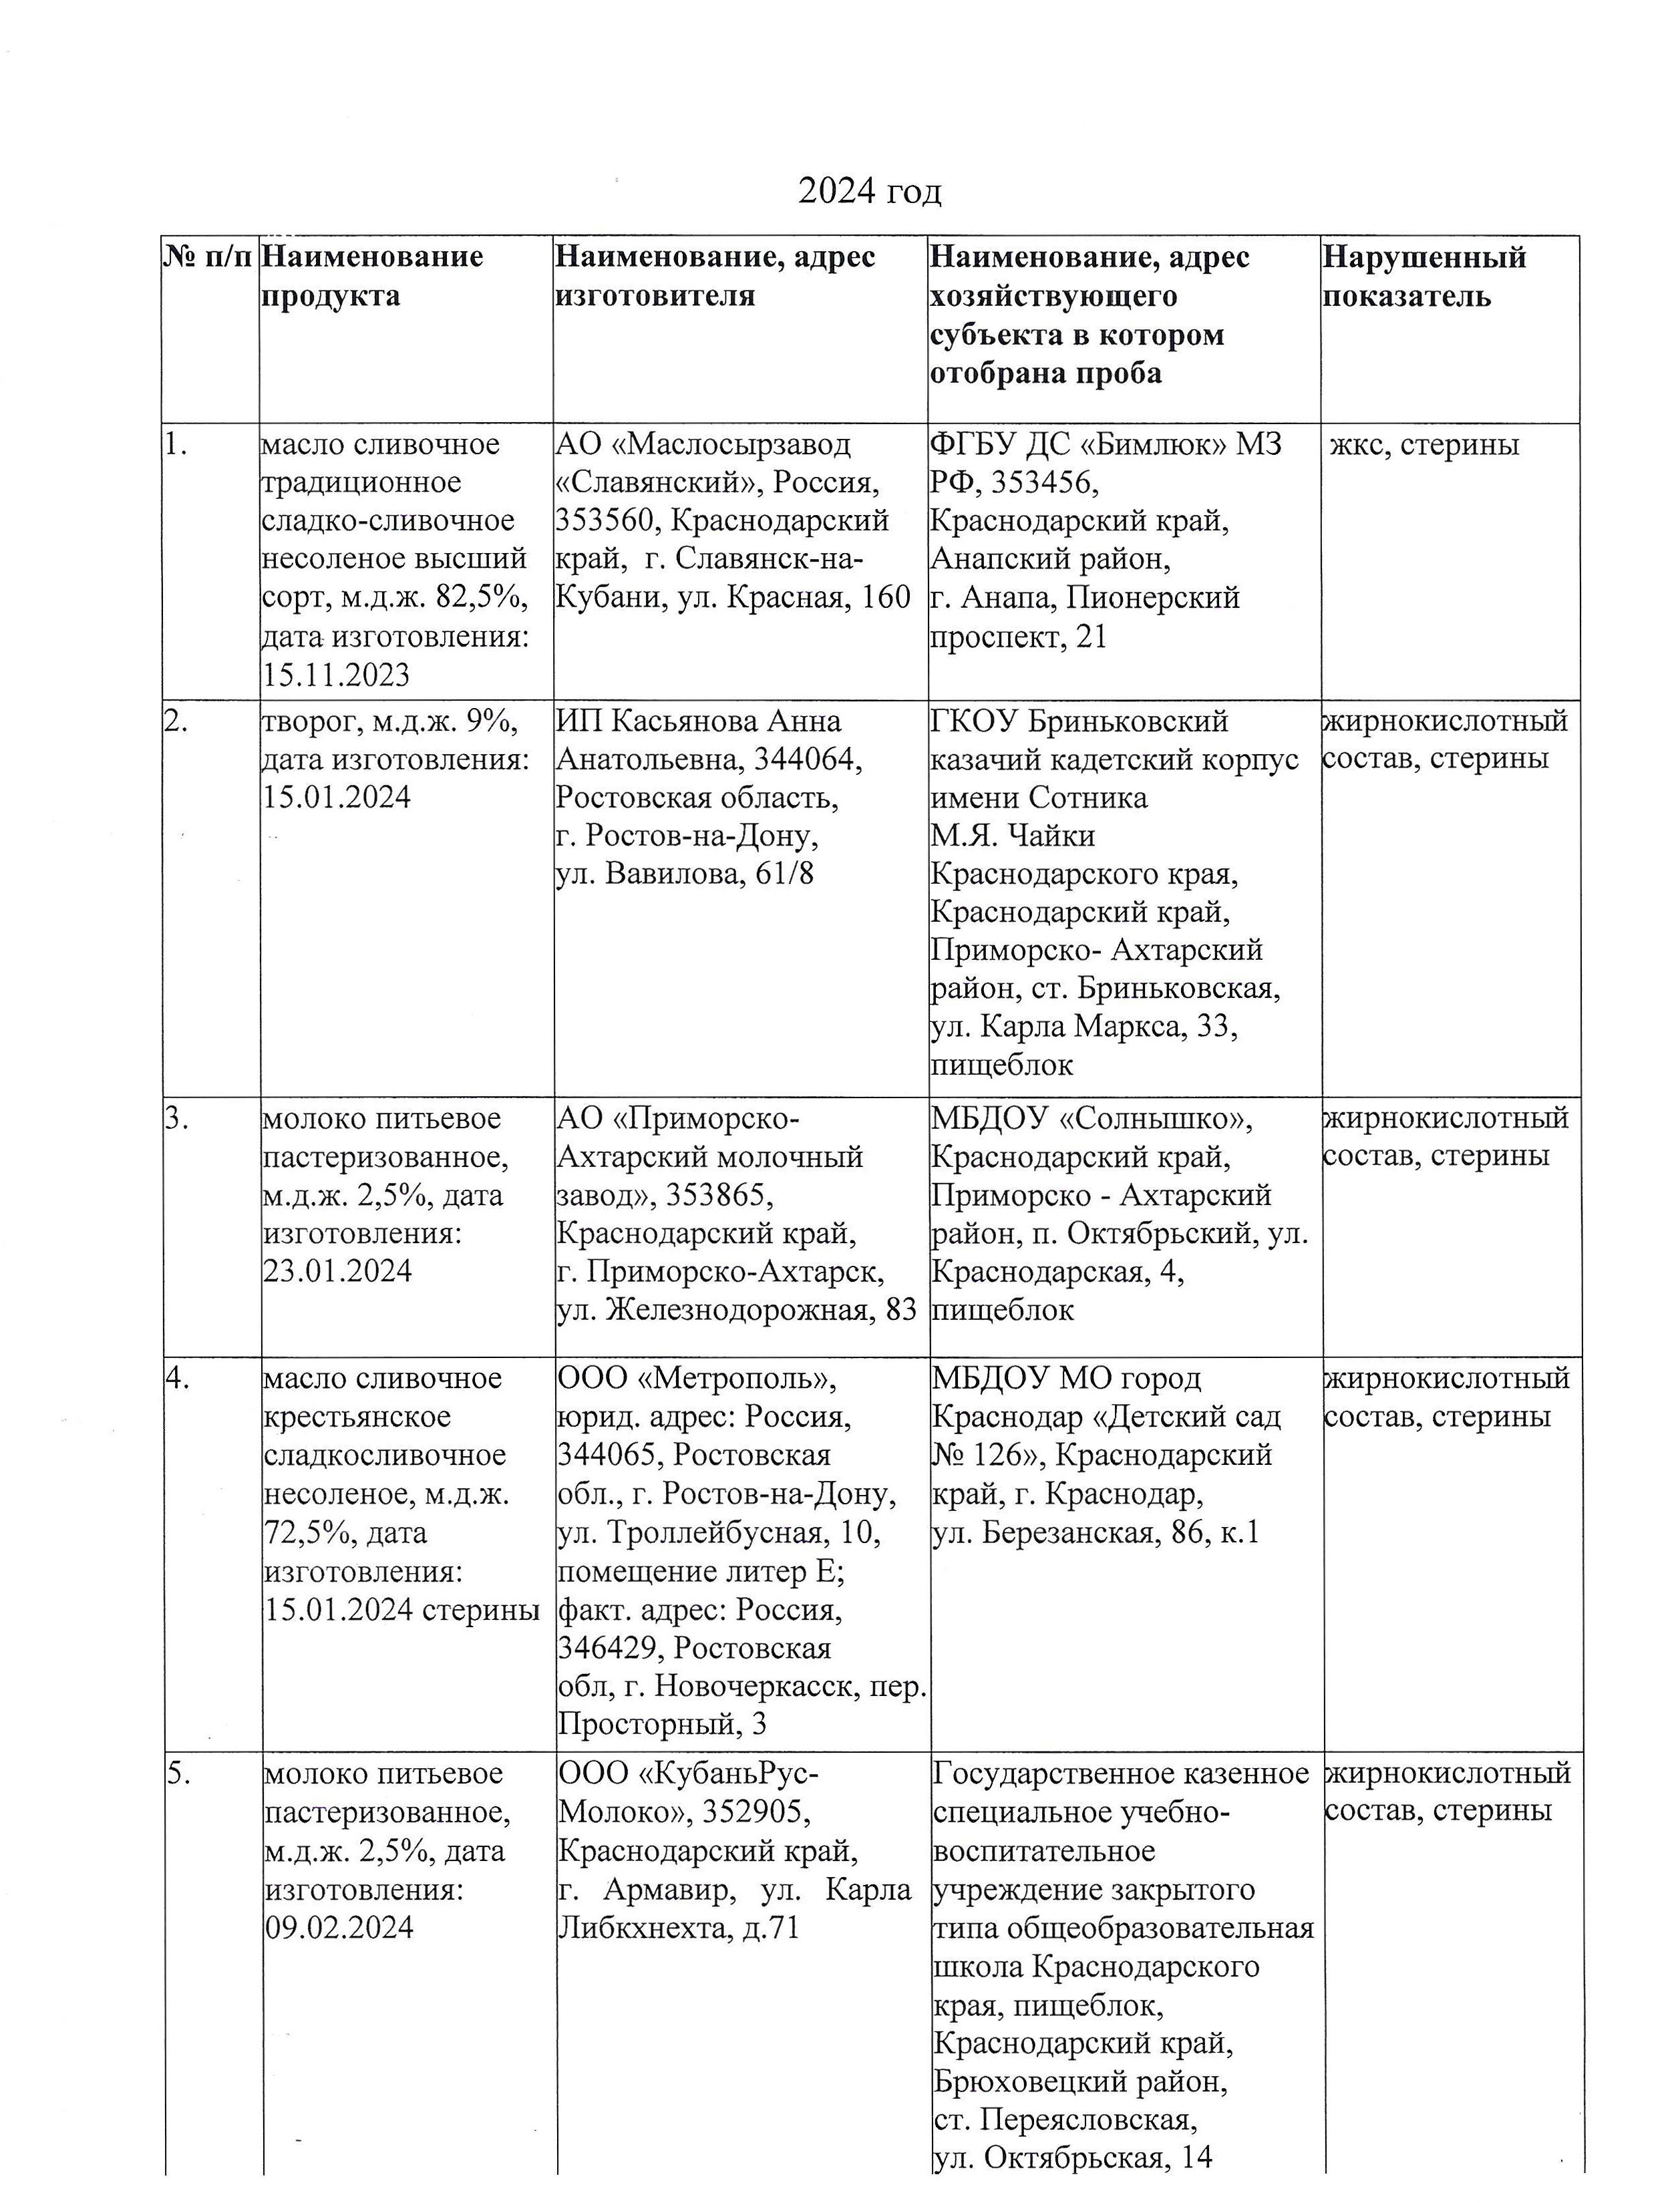 2024 год
№ п/п
Наименование
продукта
Наименование, адрес
изготовителя
Наименование, адрес
хозяйствующего
субъекта в котором
отобрана проба
Нарушенный
показатель
1.
масло сливочное
традиционное
сладко-сливочное
несоленое высший
сорт, м.д.ж. 82,5%,
дата изготовления:
15.11.2023
АО «Маслосырзавод
«Славянский», Россия,
353560, Краснодарский
край, г. Славянск-на-
Кубани, ул. Красная, 160
ФГБУ ДС «Бимлюк» МЗ
РФ, 353456,
Краснодарский край,
Анапский район,
г. Анапа, Пионерский
проспект, 21
жкс, стерины
2.
творог, м.д.ж. 9%,
дата изготовления:
15.01.2024
ИП Касьянова Анна
Анатольевна, 344064,
Ростовская область,
г. Ростов-на-Дону,
ул. Вавилова, 61/8
ГКОУ Бриньковский
казачий кадетский корпус
имени Сотника
М.Я. Чайки
Краснодарского края,
Краснодарский край,
Приморско- Ахтарский
район, ст. Бриньковская,
ул. Карла Маркса, 33,
пищеблок
жирнокислотный
состав, стерины
3.
молоко питьевое
пастеризованное,
м.д.ж. 2,5%, дата
изготовления:
23.01.2024
АО «Приморско-
Ахтарский молочный
завод», 353865,
Краснодарский край,
г. Приморско-Ахтарск,
ул. Железнодорожная, 83
МБДОУ «Солнышко»,
Краснодарский край,
Приморско - Ахтарский
район, п. Октябрьский, ул.
Краснодарская, 4,
пищеблок
жирнокислотный
состав, стерины
4.
масло сливочное
крестьянское
сладкосливочное
несоленое, м.д.ж.
72,5%, дата
изготовления:
15.01.2024 стерины
ООО «Метрополь»,
юрид. адрес: Россия,
344065, Ростовская
обл., г. Ростов-на-Дону,
ул. Троллейбусная, 10,
помещение литер Е;
факт. адрес: Россия,
346429, Ростовская
обл, г. Новочеркасск, пер.
Просторный, 3
МБДОУ МО город
Краснодар «Детский сад
№ 126», Краснодарский
край, г. Краснодар,
ул. Березанская, 86, к.1
жирнокислотный
состав, стерины
5.
молоко питьевое
пастеризованное,
м.д.ж. 2,5%, дата
изготовления:
09.02.2024
ООО «КубаньРус-
Молоко», 352905,
Краснодарский край,
г. Армавир, ул. Карла
Либкхнехта, д.71
Государственное казенное
специальное учебно-
воспитательное
учреждение закрытого
типа общеобразовательная
школа Краснодарского
края, пищеблок,
Краснодарский край,
Брюховецкий район,
ст. Переясловская,
ул. Октябрьская, 14
жирнокислотный
состав, стерины